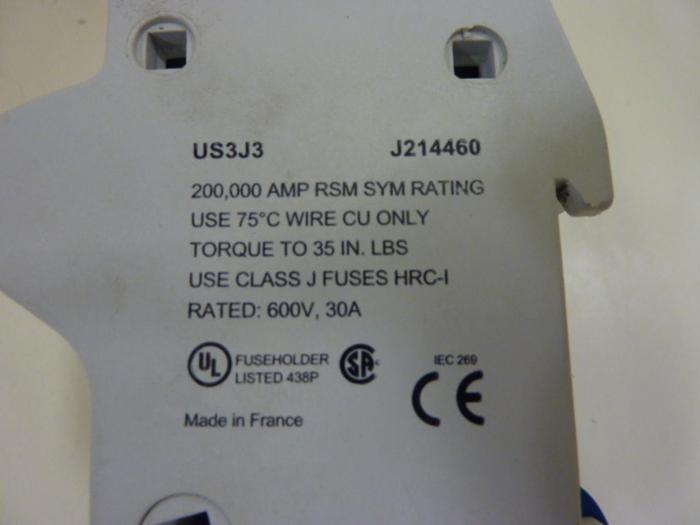 US3J3 J214460
200,000 AMP RSM SYM RATING
USE 75°C WIRE CU ONLY
TORQUE TO 35 IN. LBS
USE CLASS J FUSES HRC-I
RATED: 600V, 30A
UL FUSEHOLDER SA IEC 269
LISTED 438P CE
Made in France